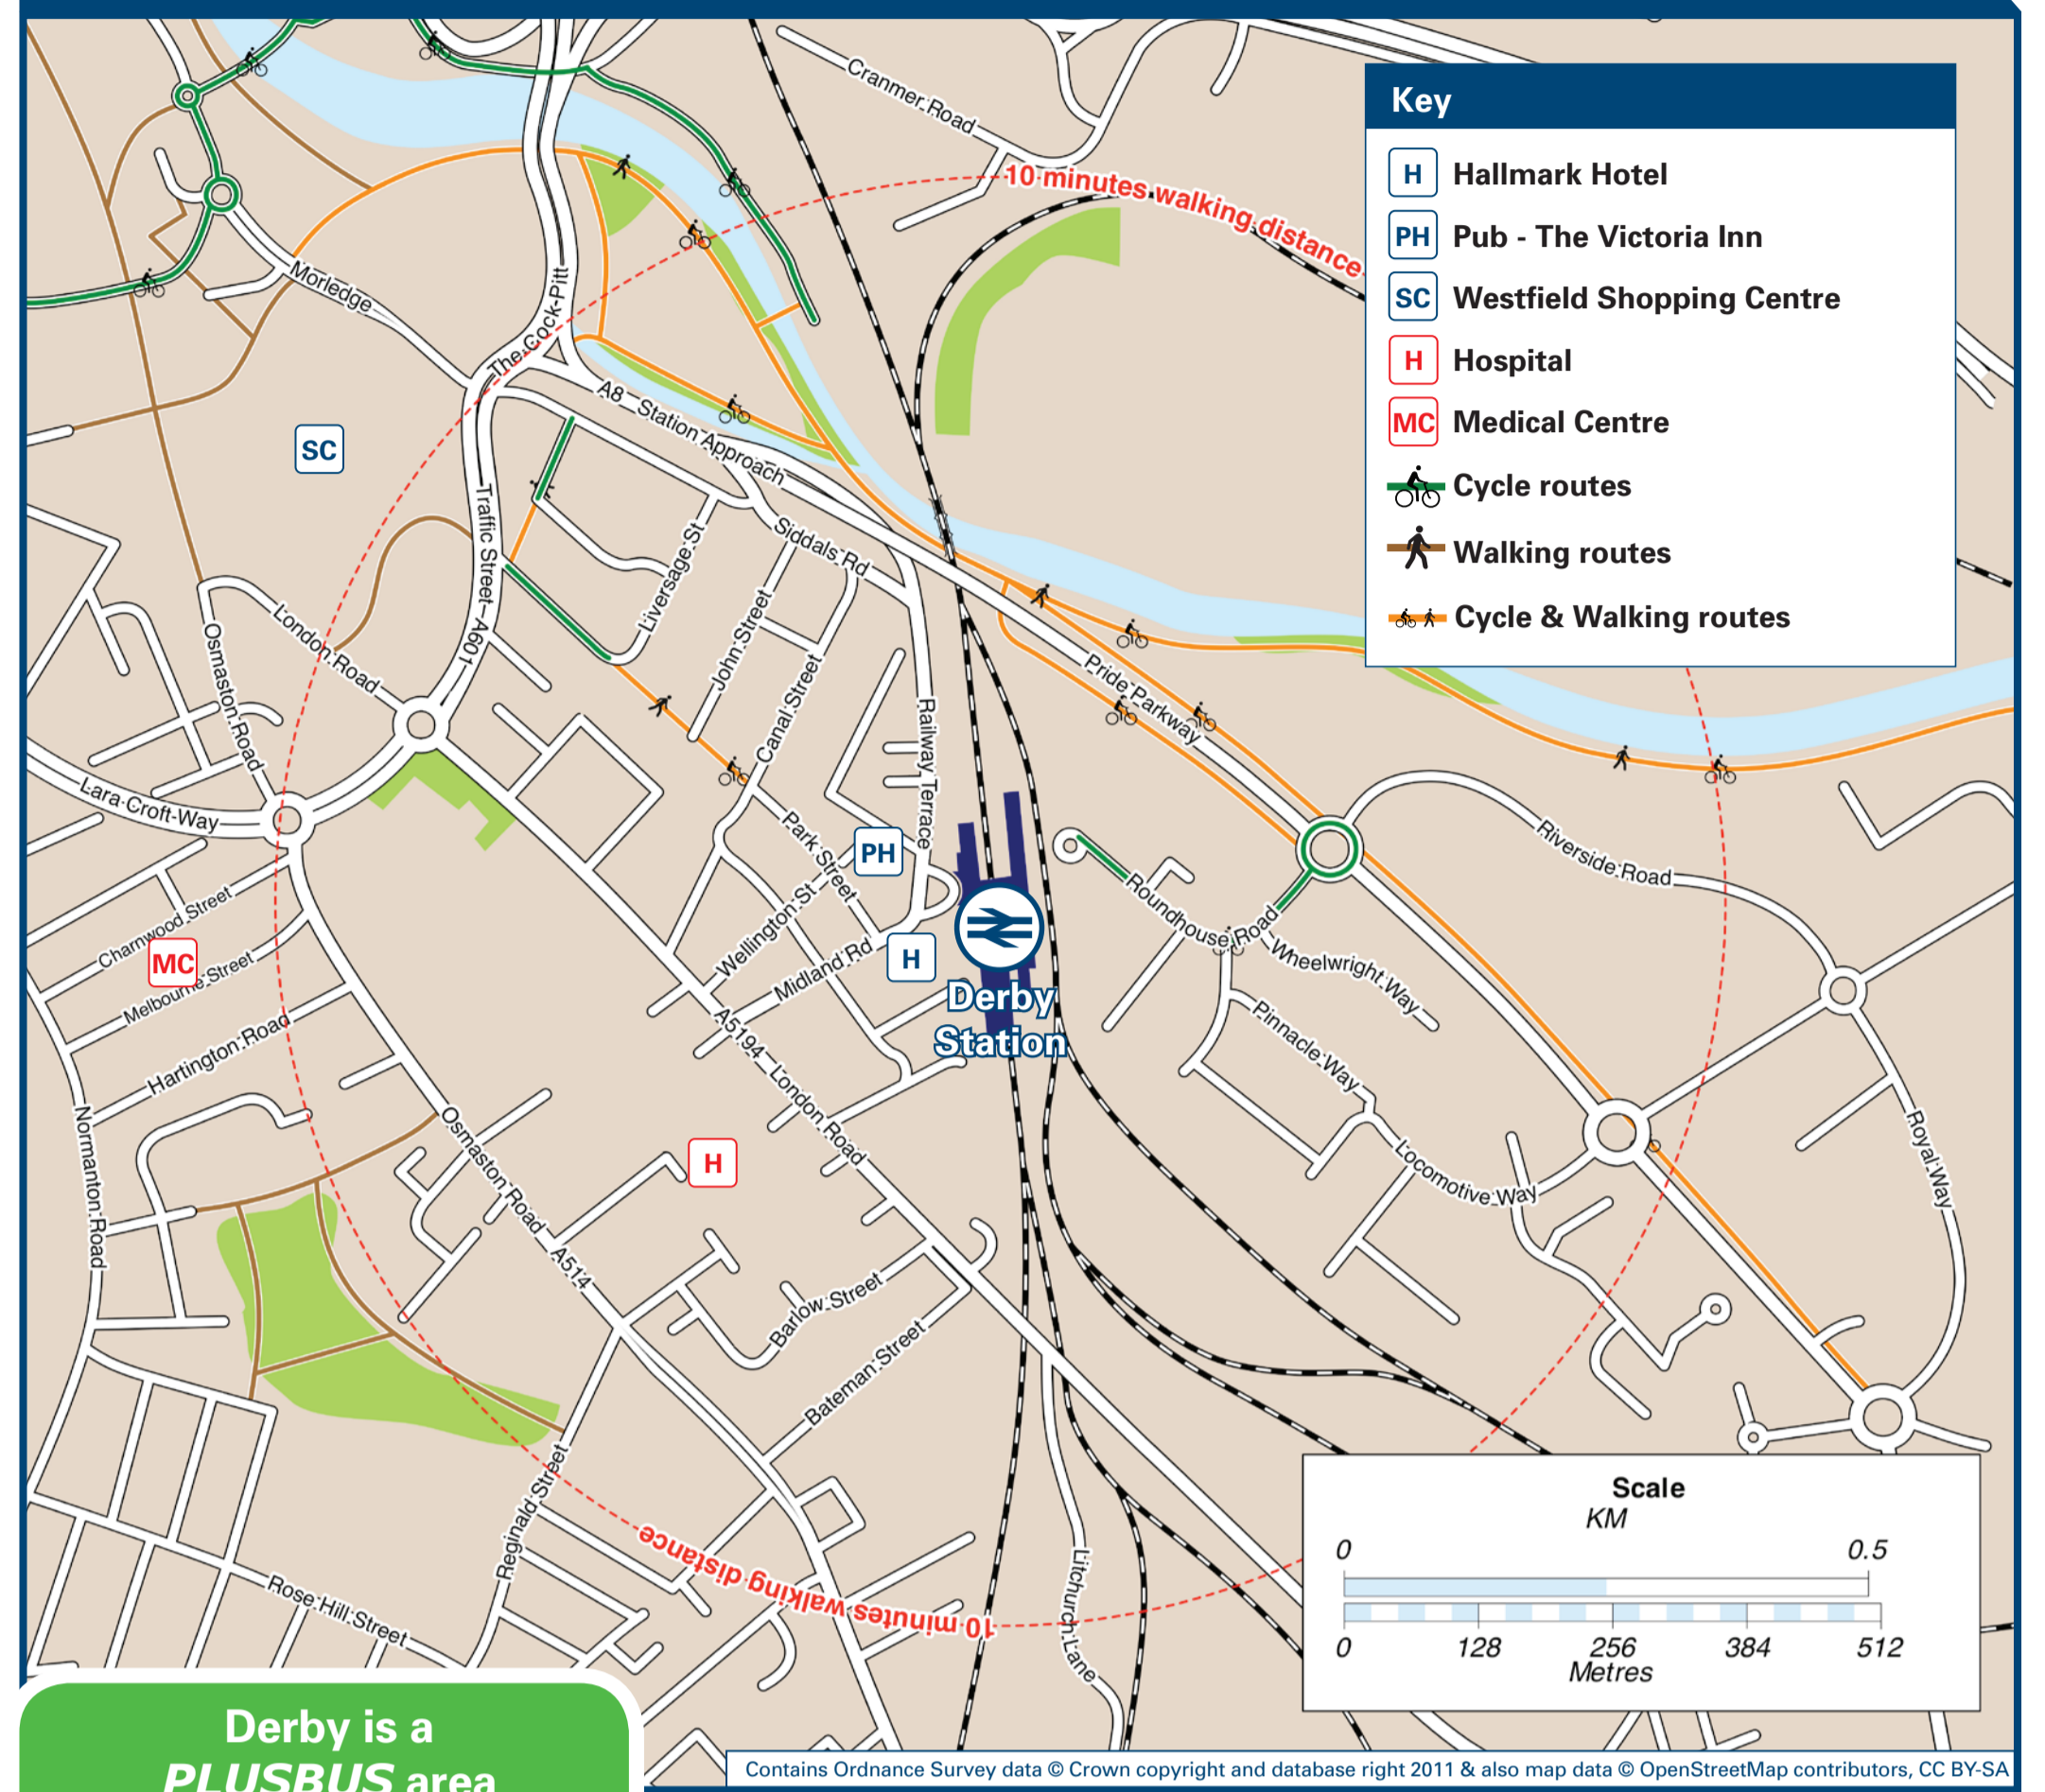 Cranmer Road
10 minutes walking distance
Key
H Hallmark Hotel
PH Pub - The Victoria Inn
SC Westfield Shopping Centre
H Hospital
MC Medical Centre
Cycle routes
Walking routes
Cycle & Walking routes
Morledge
The Cock-Pitt
A8 Station Approach
SC
Traffic Street A601
Siddals Rd
Liversage St
John Street
Canal Street
London Road
Osmaston Road
Lara Croft Way
Railway Terrace
Pride Parkway
Park Street
PH
Riverside Road
Roundhouse Road
Wellington St
Midland Rd
H
Wheelwright Way
Charnwood Street
MC
Melbourne Street
Hartington Road
Derby
Station
Pinnacle Way
A5194 London Road
Normanton Road
Osmaston Road A514
H
Locomotive Way
Royal Way
Barlow Street
Bateman Street
Reginald Street
Rose Hill Street
10 minutes walking distance
Litchurch Lane
Scale
KM
0 0.5
0 128 256 384 512
Metres
Derby is a
PLUSBUS area
Contains Ordnance Survey data © Crown copyright and database right 2011 & also map data © OpenStreetMap contributors, CC BY-SA